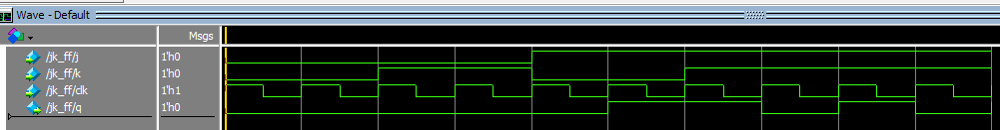 Wave - Default
Msgs
/jk_ff/j 1'h0
/jk_ff/k 1'h0
/jk_ff/clk 1'h1
/jk_ff/q 1'h0